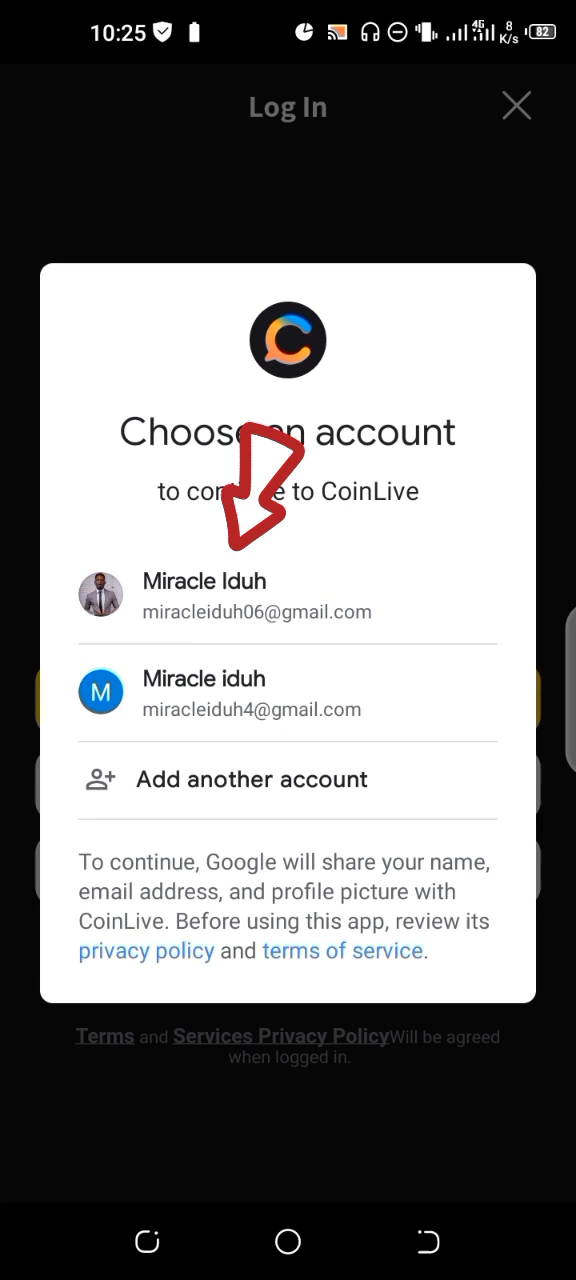 10:25
4G
8
K/s
82
Log In
Choose an account
to continue to CoinLive
Miracle Iduh
miracleiduh06@gmail.com
M
Miracle iduh
miracleiduh4@gmail.com
Add another account
To continue, Google will share your name,
email address, and profile picture with
CoinLive. Before using this app, review its
privacy policy and terms of service.
Terms and Services Privacy PolicyWill be agreed
when logged in.